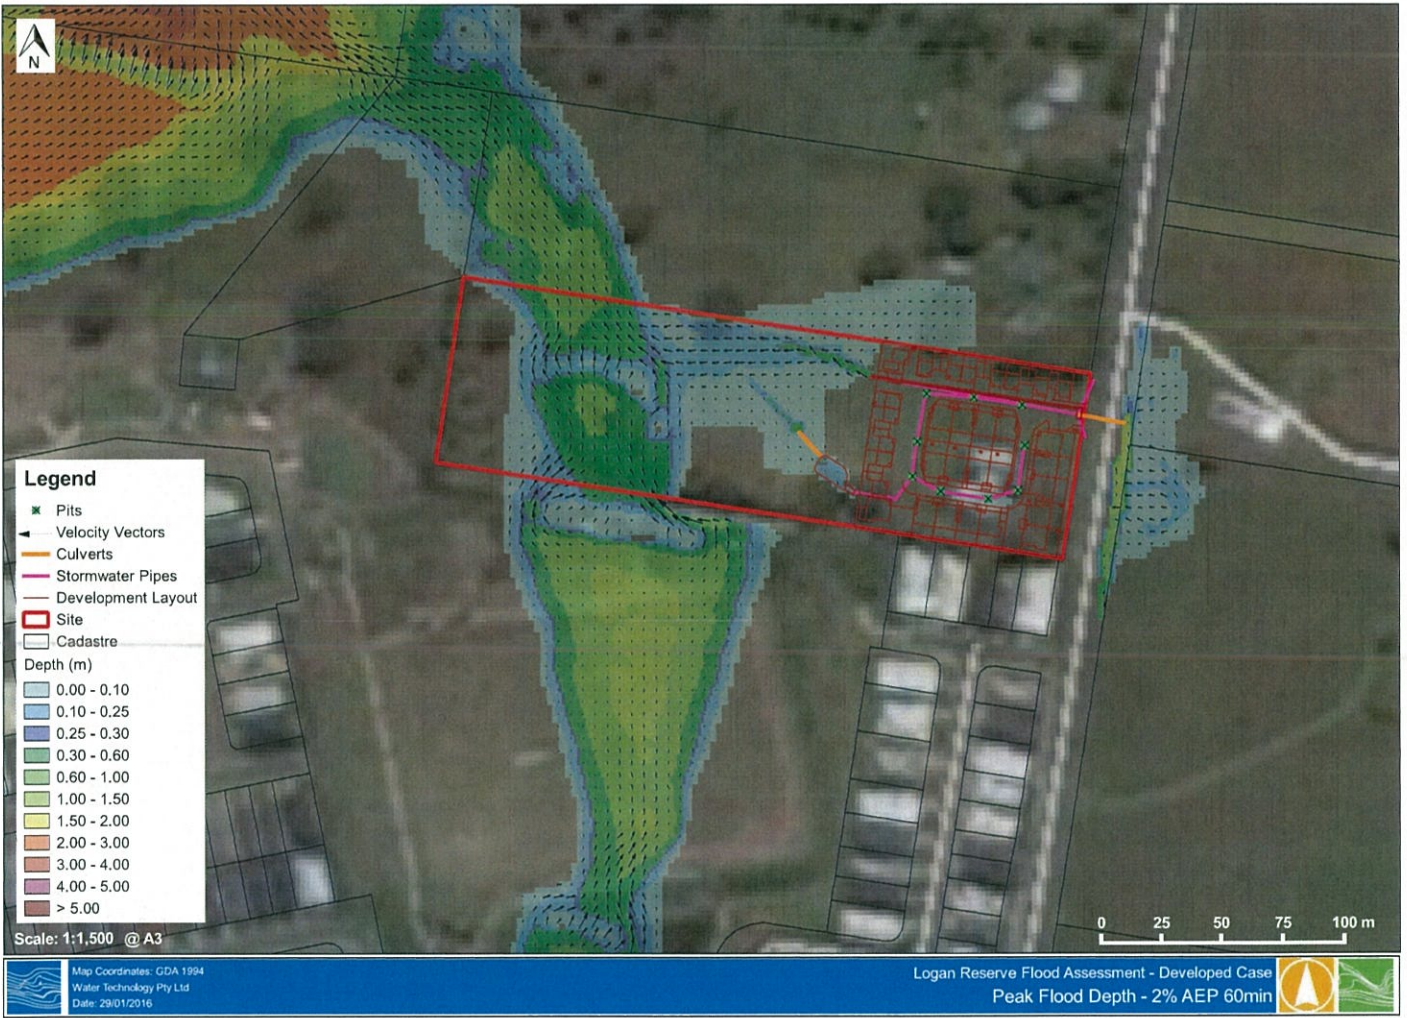 N
Legend
Pits
Velocity Vectors
Culverts
Stormwater Pipes
Development Layout
Site
Cadastre
Depth (m)
0.00 - 0.10
0.10 - 0.25
0.25 - 0.30
0.30 - 0.60
0.60 - 1.00
1.00 - 1.50
1.50 - 2.00
2.00 - 3.00
3.00 - 4.00
4.00 - 5.00
> 5.00
Scale: 1:1,500 @ A3
0 25 50 75 100 m
Map Coordinates: GDA 1994
Water Technology Pty Ltd
Date: 29/01/2016
Logan Reserve Flood Assessment - Developed Case
Peak Flood Depth - 2% AEP 60min